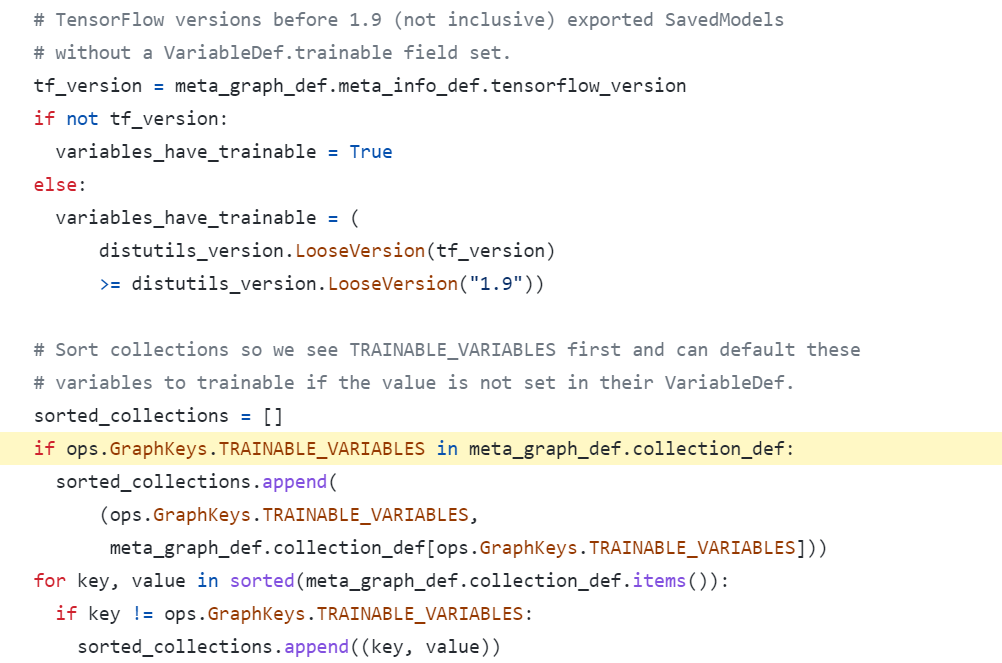 # TensorFlow versions before 1.9 (not inclusive) exported SavedModels
# without a VariableDef.trainable field set.
tf_version = meta_graph_def.meta_info_def.tensorflow_version
if not tf_version:
  variables_have_trainable = True
else:
  variables_have_trainable = (
      distutils_version.LooseVersion(tf_version)
      >= distutils_version.LooseVersion("1.9"))

# Sort collections so we see TRAINABLE_VARIABLES first and can default these
# variables to trainable if the value is not set in their VariableDef.
sorted_collections = []
if ops.GraphKeys.TRAINABLE_VARIABLES in meta_graph_def.collection_def:
  sorted_collections.append(
      (ops.GraphKeys.TRAINABLE_VARIABLES,
       meta_graph_def.collection_def[ops.GraphKeys.TRAINABLE_VARIABLES]))
for key, value in sorted(meta_graph_def.collection_def.items()):
  if key != ops.GraphKeys.TRAINABLE_VARIABLES:
    sorted_collections.append((key, value))